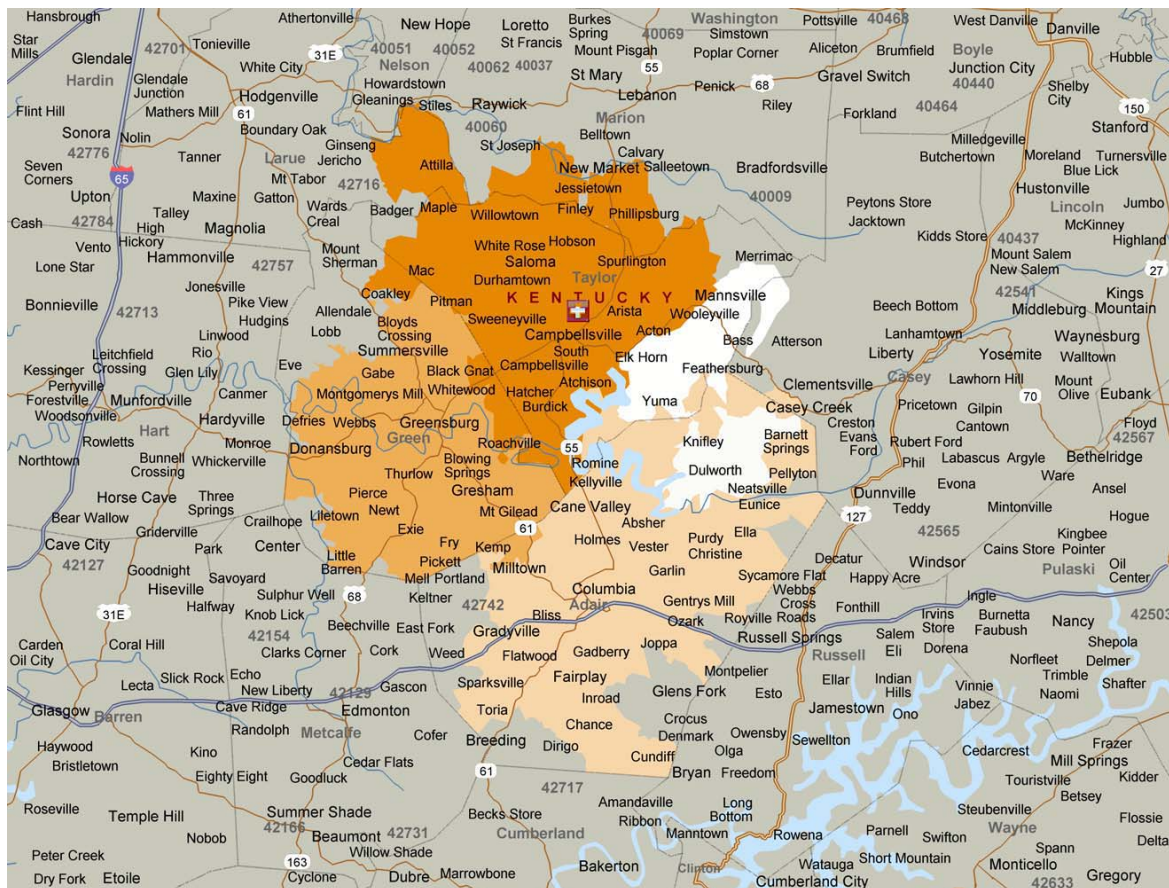 Hansbrough
Athertonville
New Hope
Loretto
Burkes
Spring
Washington
40468
Pottsville
West Danville
Danville
Star
Mills
42701
Tonieville
31E
40051
40052
St Francis
40069
Simstown
Glendale
White City
Nelson
40062
40037
Mount Pisgah
Poplar Corner
Aliceton
Brumfield
Boyle
Hubble
Hardin
Glendale
Junction
Howardstown
55
St Mary
68
Gravel Switch
Junction City
40440
Shelby
City
Hodgenville
Gleanings
Stiles
Raywick
Lebanon
Penick
Riley
Flint Hill
Mathers Mill
61
Marion
Forkland
40464
150
Sonora
Nolin
Boundary Oak
40060
Belltown
Stanford
42776
Tanner
Larue
Ginseng
Jericho
St Joseph
Calvary
Milledgeville
Seven
Corners
65
Attilla
New Market
Salleetown
Bradfordsville
Butchertown
Moreland
Turnersville
Blue Lick
Upton
Mt Tabor
42716
Jessietown
40009
Hustonville
Maxine
Gatton
Lincoln
Cash
42784
Talley
Wards
Creal
Badger
Maple
Willowtown
Finley
Phillipsburg
Peytons Store
Jumbo
High
Hickory
Magnolia
Jacktown
McKinney
Vento
Hammonville
Mount
Sherman
White Rose
Hobson
Kidds Store
40437
Highland
Lone Star
42757
Saloma
Spurlington
Merrimac
Mount Salem
New Salem
27
Mac
Durhamtown
Taylor
42541
Jonesville
Coakley
Pitman
KENTUCKY
Mannsville
Kings
Mountain
Bonnieville
42713
Pike View
Allendale
Sweeneyville
Arista
Wooleyville
Beech Bottom
Middleburg
Hudgins
Lobb
Bloyds
Crossing
Campbellsville
Acton
Lanhamtown
Waynesburg
Linwood
Summersville
Bass
Atterson
Leitchfield
Crossing
Rio
Eve
South
Campbellsville
Elk Horn
Liberty
Yosemite
Walltown
Kessinger
Glen Lily
Gabe
Black Gnat
Feathersburg
Casey
Perryville
Atchison
Clementsville
Lawhorn Hill
Mount
Olive
Forestville
Munfordville
Canmer
Montgomerys Mill
Whitewood
Hatcher
Yuma
70
Eubank
Woodsonville
Hardyville
Burdick
Casey Creek
Pricetown
Gilpin
Defries
Webbs
Greensburg
Creston
Cantown
Floyd
Rowletts
Hart
Monroe
Green
Roachville
55
Knifley
Barnett
Springs
Evans
Ford
Rubert Ford
42567
Donansburg
Northtown
Bunnell
Crossing
Whickerville
Blowing
Springs
Romine
Phil
Labascus
Argyle
Bethelridge
Thurlow
Kellyville
Dulworth
Pellyton
Ware
Horse Cave
Three
Springs
Pierce
Gresham
Neatsville
Evona
Ansel
Newt
Mt Gilead
Cane Valley
Eunice
Dunnville
Mintonville
Bear Wallow
Crailhope
Liletown
Absher
127
Teddy
Hogue
Griderville
Exie
61
Holmes
Ella
42565
Kingbee
Cave City
Park
Center
Fry
Kemp
Vester
Purdy
Cains Store
Pointer
42127
Little
Barren
Christine
Decatur
Windsor
Oil
Center
Goodnight
Pickett
Milltown
Garlin
Pulaski
Hiseville
Savoyard
Mell
Portland
Sycamore Flat
Happy Acre
Halfway
Sulphur Well
68
Keltner
42742
Columbia
Webbs
Cross
Roads
Ingle
31E
Knob Lick
Adair
Gentrys Mill
Fonthill
Irvins
Store
Burnetta
Nancy
42503
Bliss
Royville
Faubush
Carden
Coral Hill
42154
Beechville
East Fork
Gradyville
Ozark
Russell Springs
Salem
Shepola
Oil City
Clarks Corner
Cork
Weed
Joppa
Eli
Dorena
Delmer
Flatwood
Gadberry
Russell
Norfleet
Lecta
Slick Rock
Echo
Sparksville
Fairplay
Montpelier
Ellar
Indian
Hills
Trimble
Shafter
New Liberty
42129
Gascon
Inroad
Glens Fork
Esto
Vinnie
Naomi
Glasgow
Barren
Cave Ridge
Edmonton
Toria
Jamestown
Ono
Jabez
Randolph
Metcalfe
Chance
Crocus
Denmark
Owensby
Sewellton
Haywood
Kino
Cofer
Breeding
Dirigo
Olga
Cedarcrest
Frazer
Bristletown
Cedar Flats
Cundiff
Mill Springs
Eighty Eight
Goodluck
61
Bryan
Freedom
Touristville
Kidder
42717
Betsey
Roseville
Temple Hill
Summer Shade
Becks Store
Amandaville
Long
Bottom
Steubenville
Flossie
42166
Ribbon
Nobob
Beaumont
42731
Cumberland
Manntown
Rowena
Parnell
Swifton
Wayne
Delta
Peter Creek
Willow Shade
Spann
163
Bakerton
Clinton
Watauga
Short Mountain
Monticello
Dry Fork
Etoile
Cyclone
Dubre
Marrowbone
Cumberland City
42633
Gregory